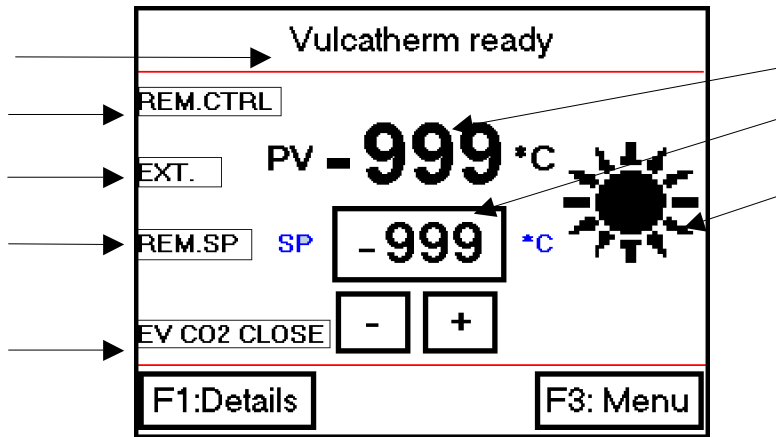 Vulcatherm ready
REM.CTRL
PV -999 *C
EXT.
REM.SP SP -999 *C
EV CO2 CLOSE - +
F1:Details F3: Menu